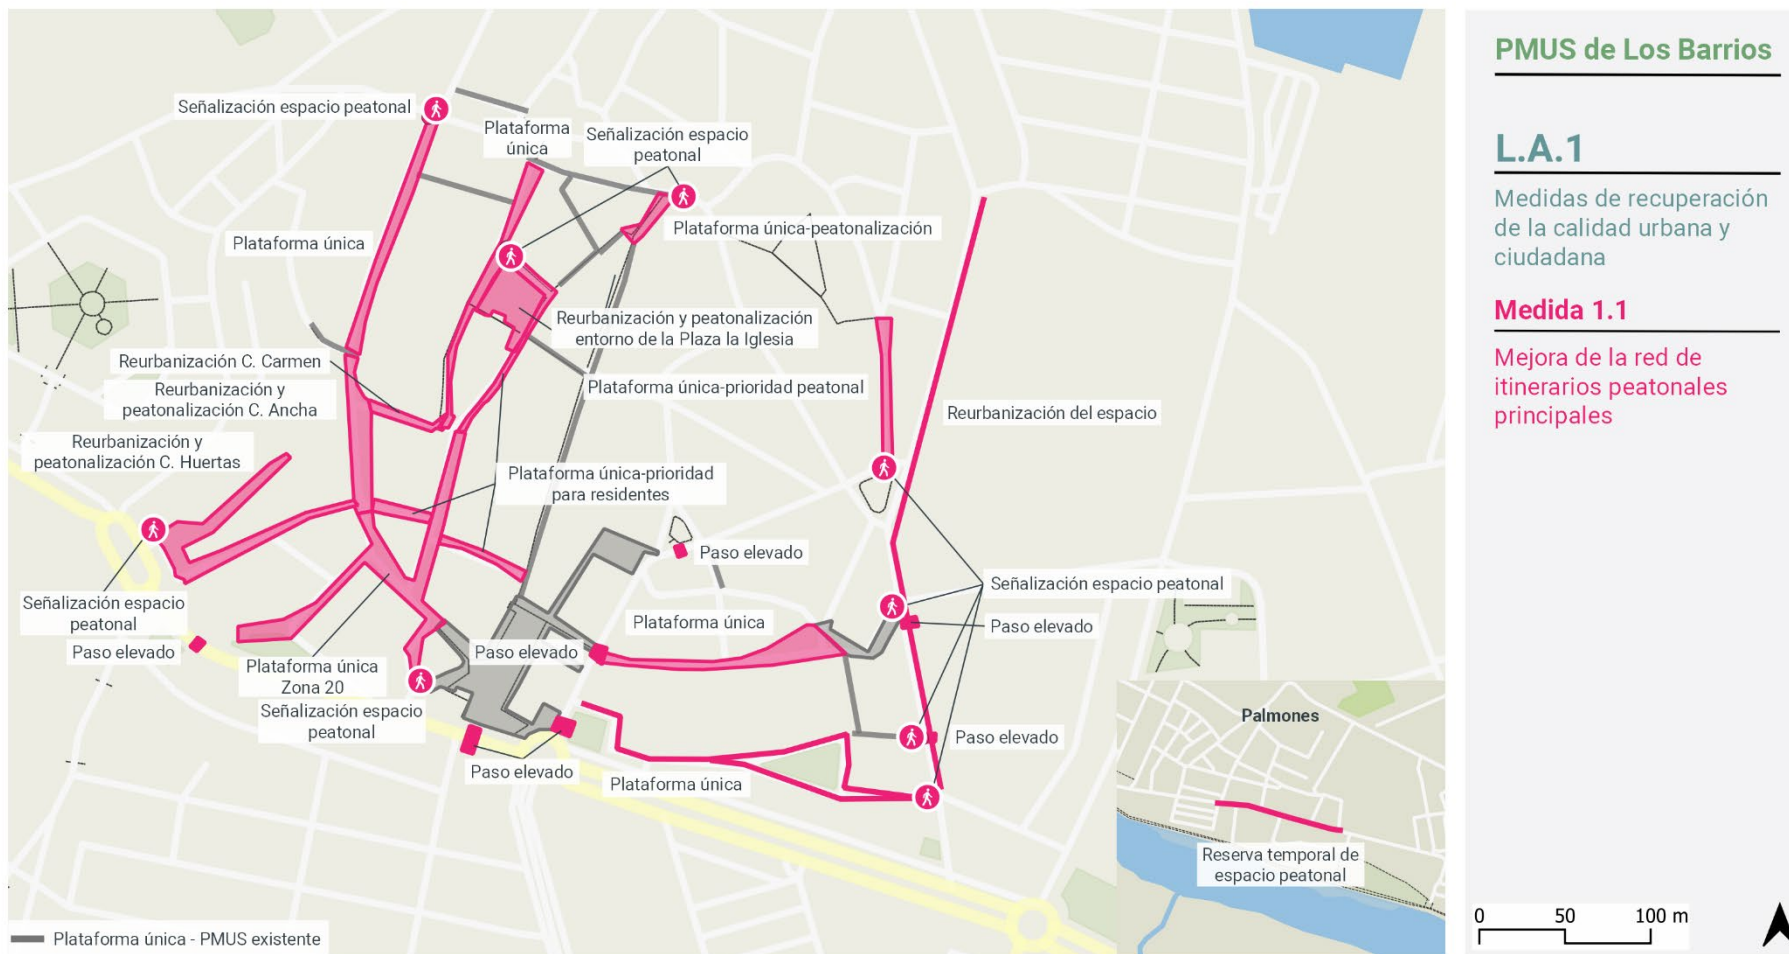 Señalización espacio peatonal
Plataforma
única
Señalización espacio
peatonal
Plataforma única
Plataforma única-peatonalización
Reurbanización y peatonalización
entorno de la Plaza la Iglesia
Reurbanización C. Carmen
Reurbanización y
peatonalización C. Ancha
Plataforma única-prioridad peatonal
Reurbanización del espacio
Reurbanización y
peatonalización C. Huertas
Plataforma única-prioridad
para residentes
Paso elevado
Señalización espacio peatonal
Señalización espacio
peatonal
Plataforma única
Paso elevado
Paso elevado
Paso elevado
Plataforma única
Zona 20
Señalización espacio
peatonal
Paso elevado
Paso elevado
Plataforma única
Palmones
Reserva temporal de
espacio peatonal
Plataforma única - PMUS existente
PMUS de Los Barrios
L.A.1
Medidas de recuperación
de la calidad urbana y
ciudadana
Medida 1.1
Mejora de la red de
itinerarios peatonales
principales
0 50 100 m